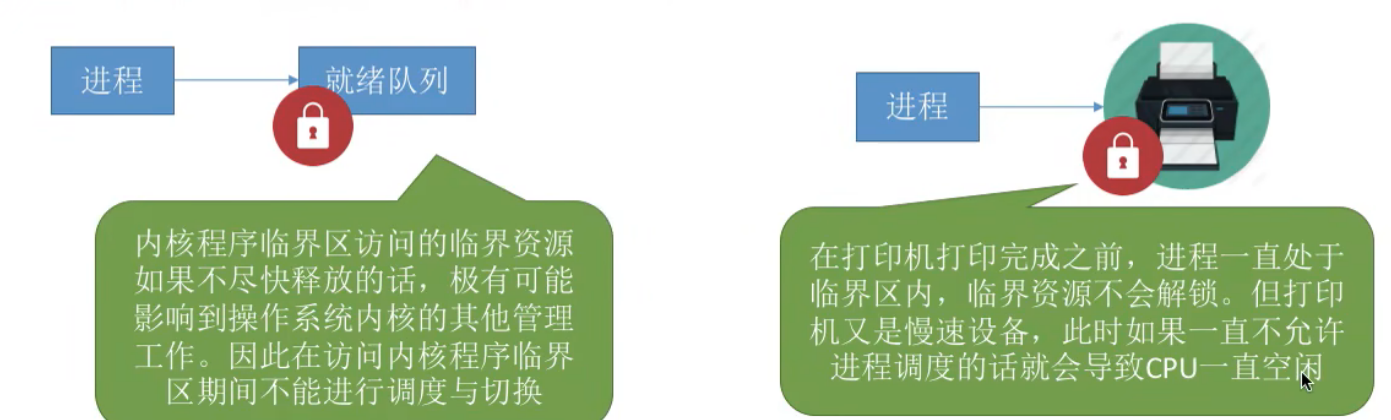 进程
就绪队列
内核程序临界区访问的临界资源
如果不尽快释放的话，极有可能
影响到操作系统内核的其他管理
工作。因此在访问内核程序临界
区期间不能进行调度与切换
进程
在打印机打印完成之前，进程一直处于
临界区内，临界资源不会解锁。但打印
机又是慢速设备，此时如果一直不允许
进程调度的话就会导致CPU一直空闲